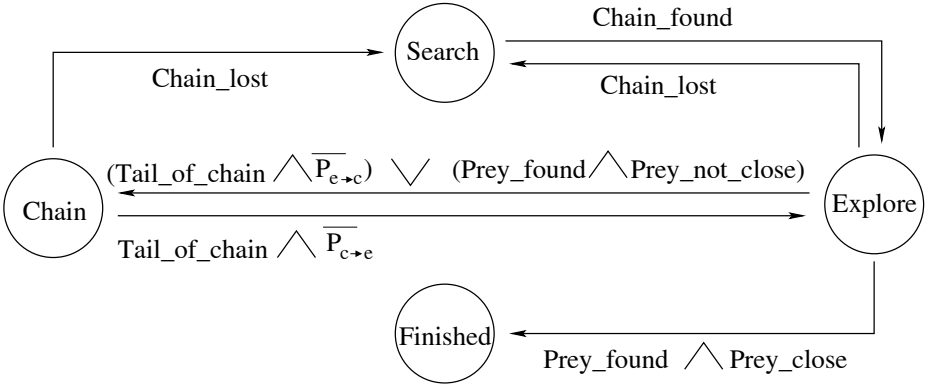 Chain_found
Search
Chain_lost
Chain_lost
(Tail_of_chain ⋀ P̅e→c) ⋁ (Prey_found ⋀ Prey_not_close)
Chain
Explore
Tail_of_chain ⋀ P̅c→e
Finished
Prey_found ⋀ Prey_close